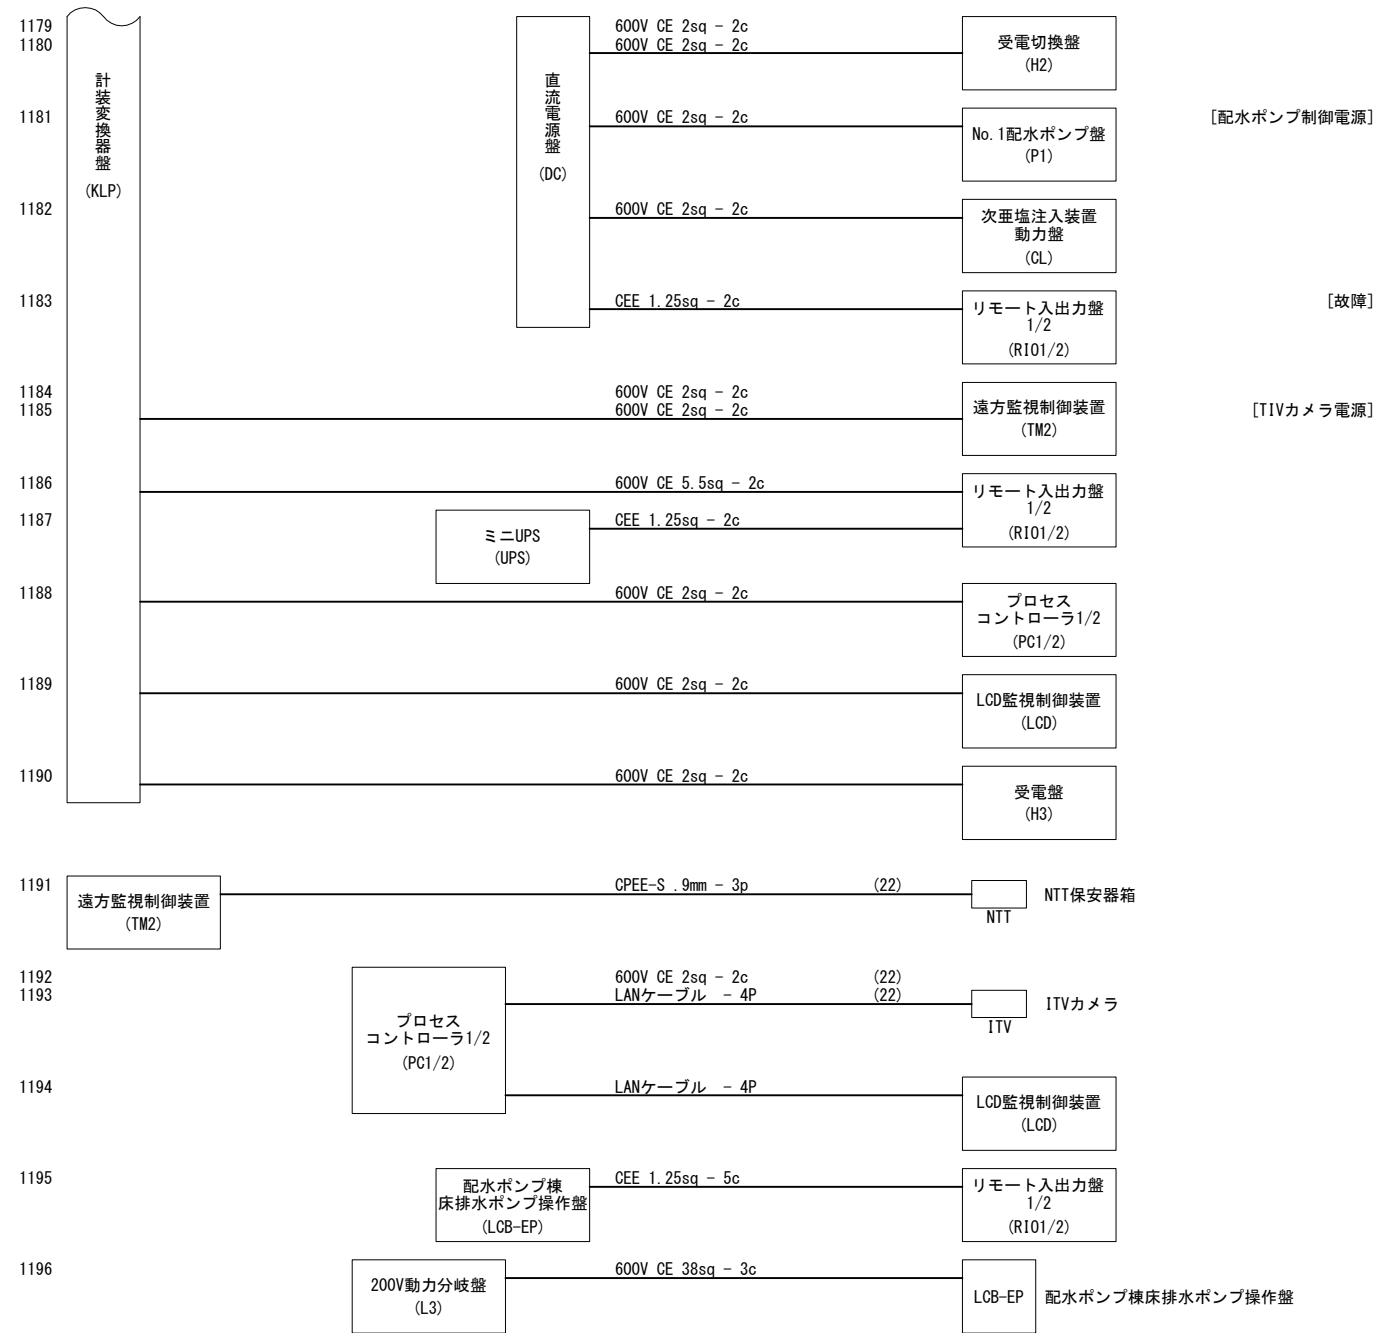 1179
600V CE 2sq - 2c
1180
600V CE 2sq - 2c
受電切換盤
(H2)
計装変換器盤
(KLP)
直流電源盤
(DC)
1181
600V CE 2sq - 2c
No.1配水ポンプ盤
(P1)
[配水ポンプ制御電源]
1182
600V CE 2sq - 2c
次亜塩注入装置
動力盤
(CL)
1183
CEE 1.25sq - 2c
リモート入出力盤
1/2
(RIO1/2)
[故障]
1184
600V CE 2sq - 2c
1185
600V CE 2sq - 2c
遠方監視制御装置
(TM2)
[TIVカメラ電源]
1186
600V CE 5.5sq - 2c
リモート入出力盤
1/2
(RIO1/2)
1187
ミニUPS
(UPS)
CEE 1.25sq - 2c
1188
600V CE 2sq - 2c
プロセス
コントローラ1/2
(PC1/2)
1189
600V CE 2sq - 2c
LCD監視制御装置
(LCD)
1190
600V CE 2sq - 2c
受電盤
(H3)
1191
遠方監視制御装置
(TM2)
CPEE-S .9mm - 3p (22)
NTT
NTT保安器箱
1192
600V CE 2sq - 2c (22)
1193
LANケーブル - 4P (22)
プロセス
コントローラ1/2
(PC1/2)
ITV
ITVカメラ
1194
LANケーブル - 4P
LCD監視制御装置
(LCD)
1195
配水ポンプ棟
床排水ポンプ操作盤
(LCB-EP)
CEE 1.25sq - 5c
リモート入出力盤
1/2
(RIO1/2)
1196
200V動力分岐盤
(L3)
600V CE 38sq - 3c
LCB-EP
配水ポンプ棟床排水ポンプ操作盤